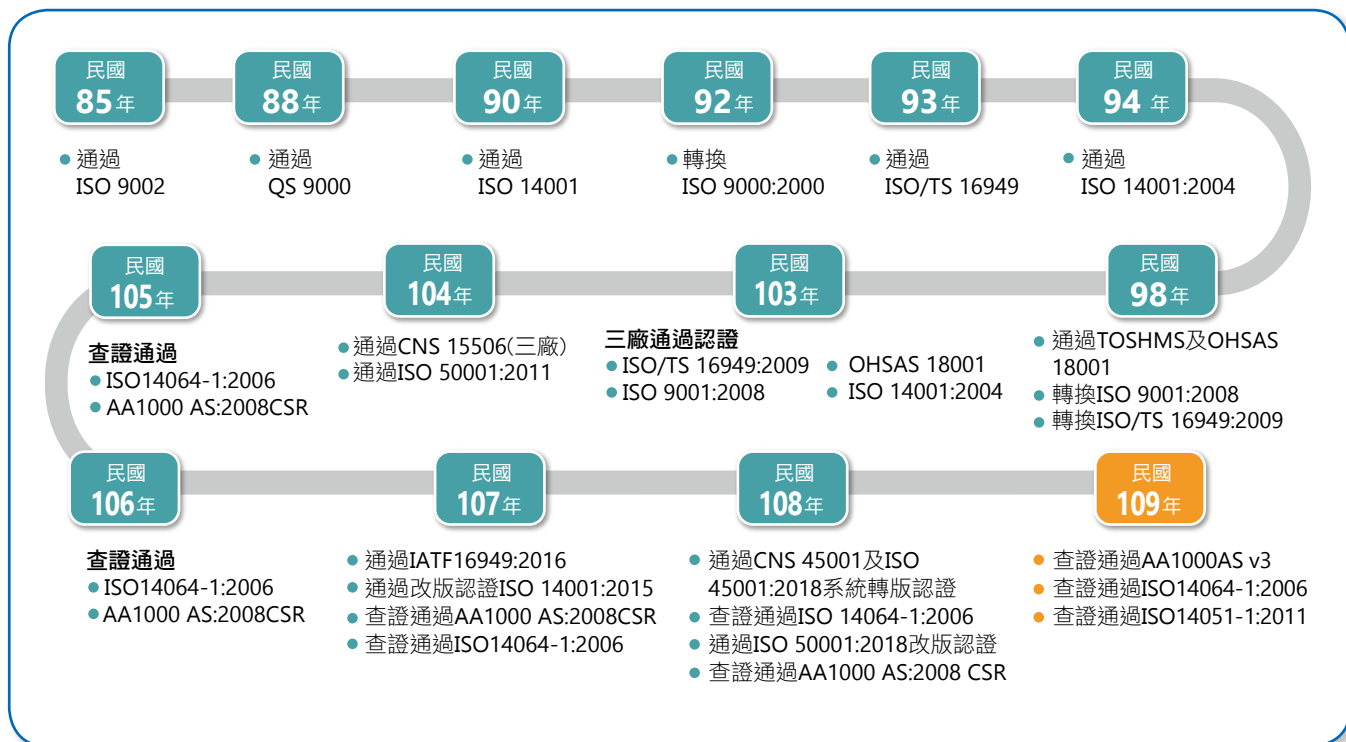 民國
85年
通過
ISO 9002
民國
88年
通過
QS 9000
民國
90年
通過
ISO 14001
民國
92年
轉換
ISO 9000:2000
民國
93年
通過
ISO/TS 16949
民國
94 年
通過
ISO 14001:2004
民國
98年
通過TOSHMS及OHSAS
18001
轉換ISO 9001:2008
轉換ISO/TS 16949:2009
民國
103年
三廠通過認證
ISO/TS 16949:2009
ISO 9001:2008
OHSAS 18001
ISO 14001:2004
民國
104年
通過CNS 15506(三廠)
通過ISO 50001:2011
民國
105年
查證通過
ISO14064-1:2006
AA1000 AS:2008CSR
民國
106年
查證通過
ISO14064-1:2006
AA1000 AS:2008CSR
民國
107年
通過IATF16949:2016
通過改版認證ISO 14001:2015
查證通過AA1000 AS:2008CSR
查證通過ISO14064-1:2006
民國
108年
通過CNS 45001及ISO
45001:2018系統轉版認證
查證通過ISO 14064-1:2006
通過ISO 50001:2018改版認證
查證通過AA1000 AS:2008 CSR
民國
109年
查證通過AA1000AS v3
查證通過ISO14064-1:2006
查證通過ISO14051-1:2011